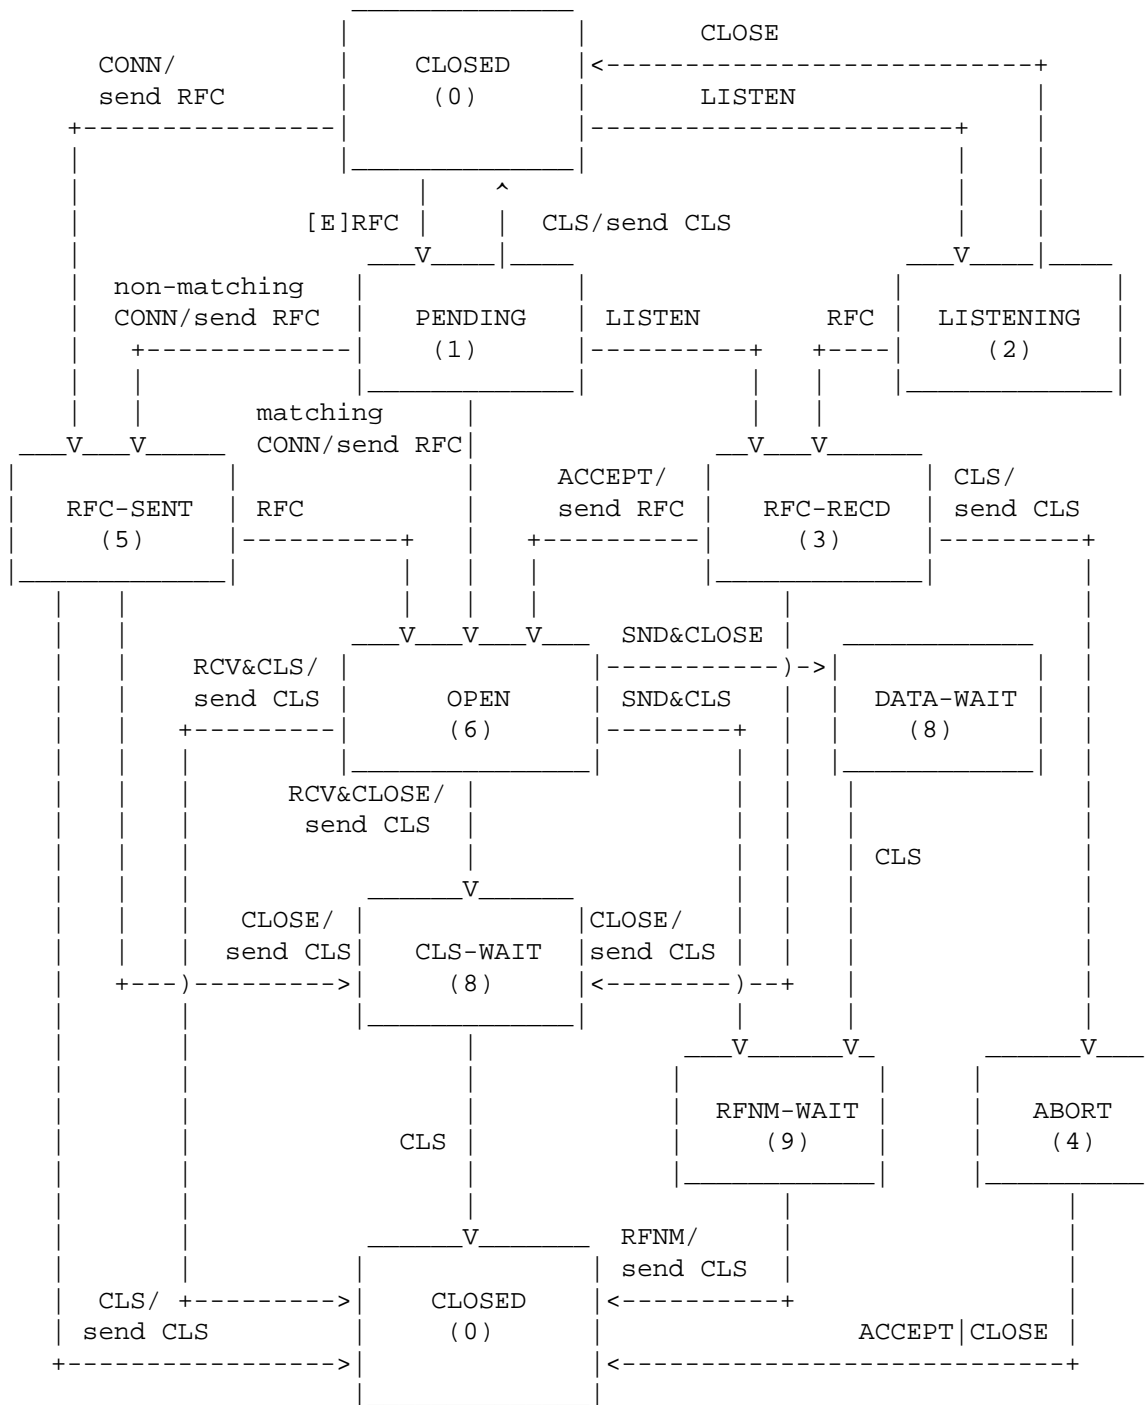 CLOSE
CONN/ CLOSED
send RFC (0) LISTEN
[E]RFC CLS/send CLS
non-matching
CONN/send RFC PENDING LISTEN RFC LISTENING
(1) (2)
matching
CONN/send RFC
ACCEPT/ CLS/
RFC-SENT RFC send RFC RFC-RECD send CLS
(5) (3)
SND&CLOSE
RCV&CLS/
send CLS OPEN SND&CLS DATA-WAIT
(6) (8)
RCV&CLOSE/
send CLS
CLS
CLOSE/ CLOSE/
send CLS CLS-WAIT send CLS
(8)
RFNM-WAIT ABORT
CLS (9) (4)
RFNM/
send CLS
CLS/ CLOSED
send CLS (0) ACCEPT|CLOSE